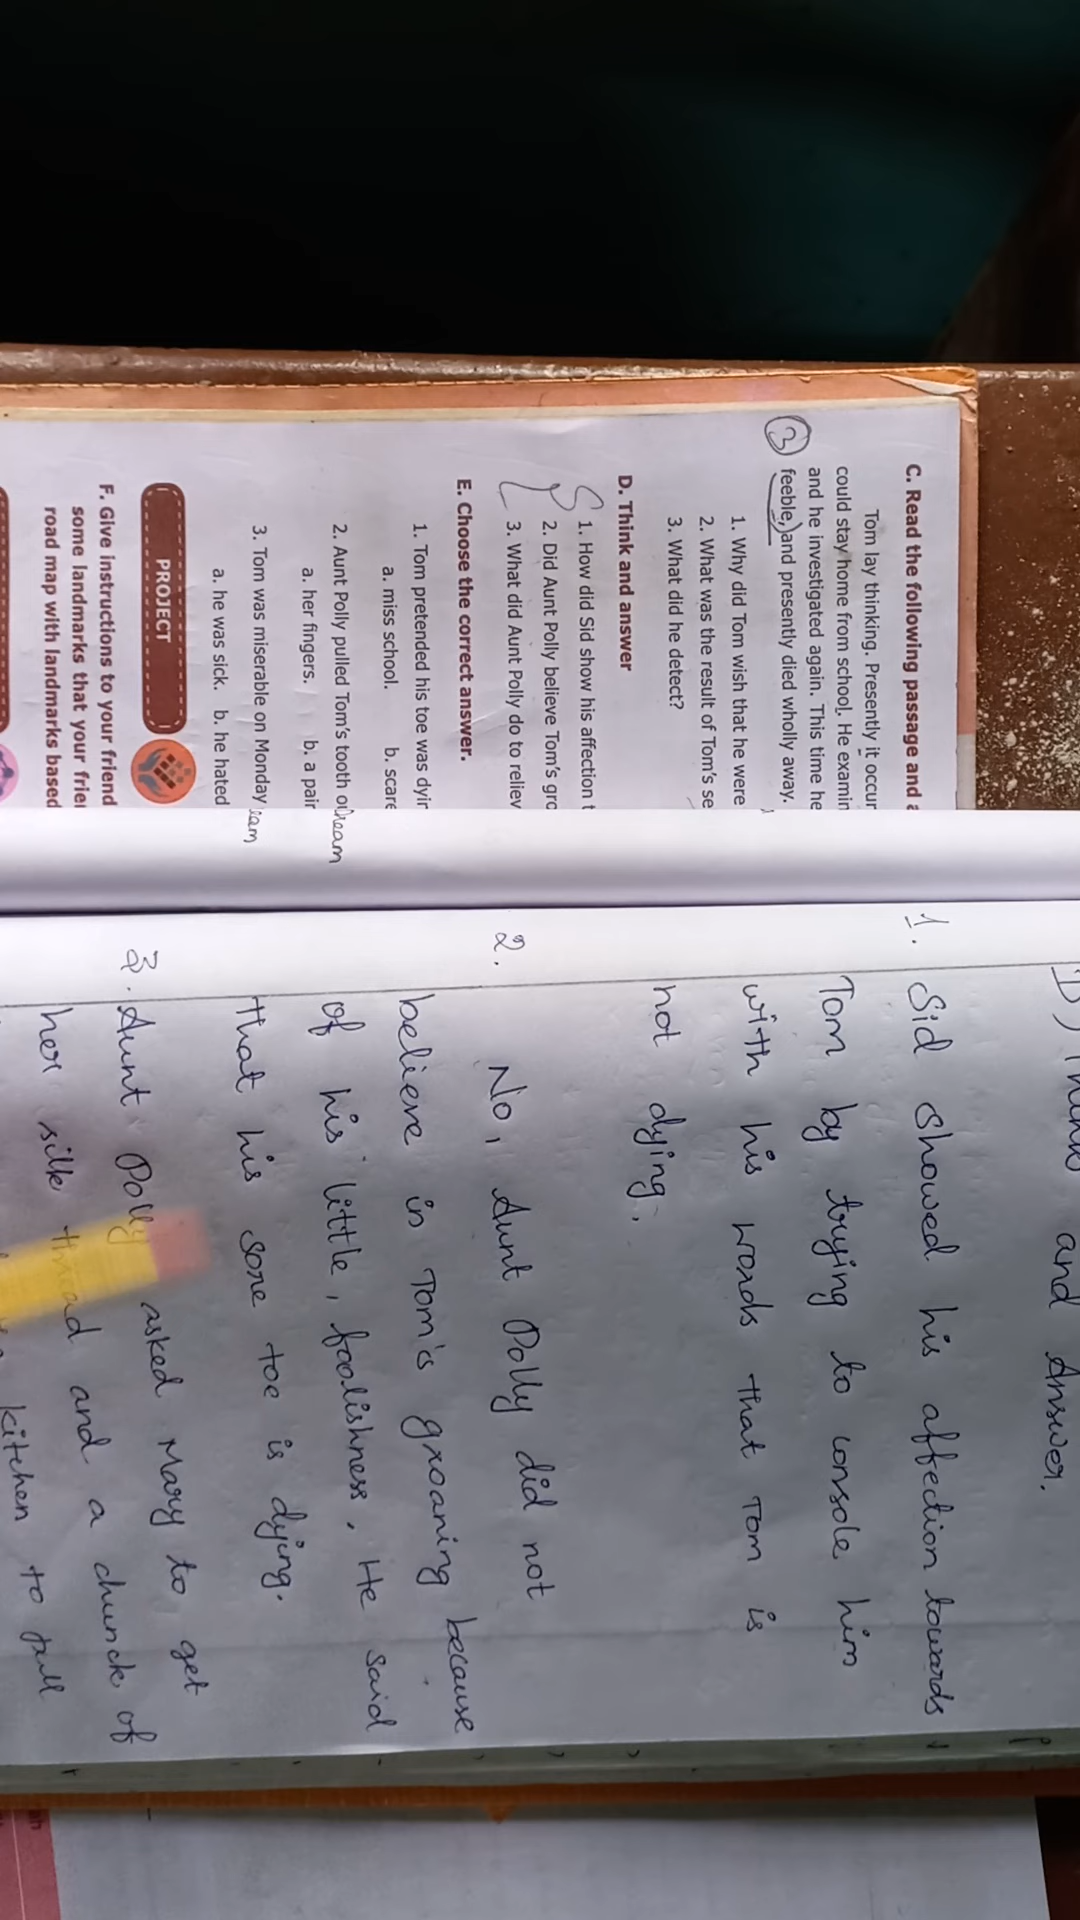 C. Read the following passage and a
Tom lay thinking. Presently it occur
could stay home from school. He examin
and he investigated again. This time he
3 feeble, and presently died wholly away.
1. Why did Tom wish that he were
2. What was the result of Tom's se
3. What did he detect?
D. Think and answer
1. How did Sid show his affection t
2. Did Aunt Polly believe Tom's gro
3. What did Aunt Polly do to reliev
E. Choose the correct answer.
1. Tom pretended his toe was dyin
a. miss school. b. scare
2. Aunt Polly pulled Tom's tooth o
a. her fingers. b. a pair
3. Tom was miserable on Monday
a. he was sick. b. he hated
PROJECT
F. Give instructions to your friend
some landmarks that your frie
road map with landmarks based
D) Think and Answer.
1. Sid showed his affection towards
Tom by trying to console him
with his words that Tom is
not dying.
2. No, Aunt Polly did not
believe in Tom's groaning because
of his little, foolishness, He said
that his sore toe is dying.
3. Aunt Polly asked Mary to get
her silk and a chunck of
kitchen to pull